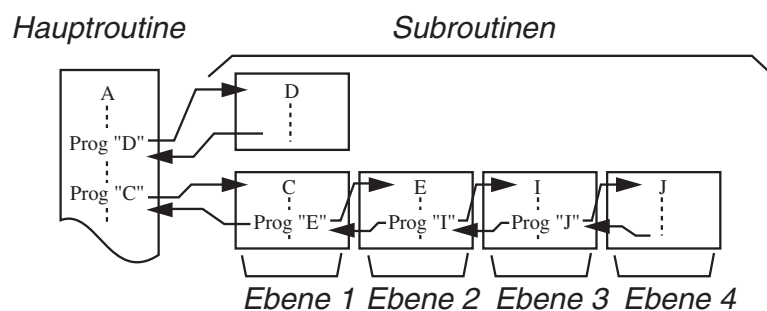 Hauptroutine Subroutinen
A D
Prog "D"
Prog "C" C E I J
Prog "E" Prog "I" Prog "J"
Ebene 1 Ebene 2 Ebene 3 Ebene 4